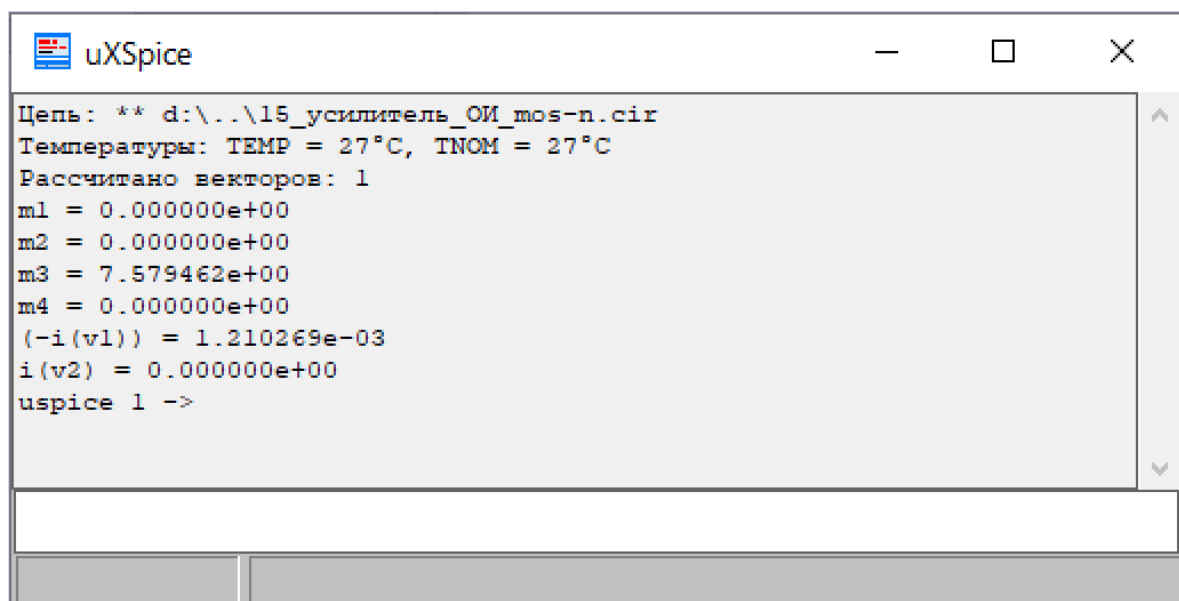 uXSpice
Цепь: ** d:\..\15_усилитель_ОИ_mos-n.cir
Температуры: TEMP = 27°C, TNOM = 27°C
Рассчитано векторов: 1
m1 = 0.000000e+00
m2 = 0.000000e+00
m3 = 7.579462e+00
m4 = 0.000000e+00
(-i(v1)) = 1.210269e-03
i(v2) = 0.000000e+00
uspice 1 ->